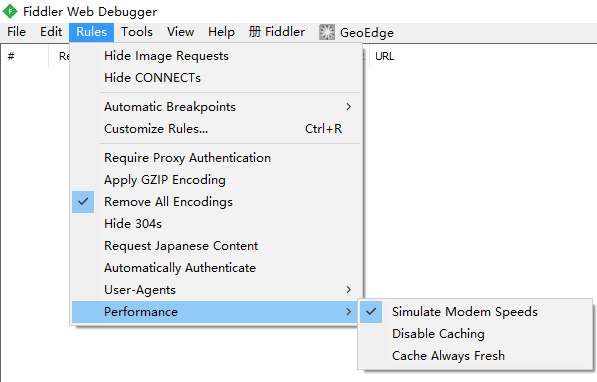 Fiddler Web Debugger
File Edit Rules Tools View Help 册 Fiddler GeoEdge
# Re URL
Hide Image Requests
Hide CONNECTs
Automatic Breakpoints
Customize Rules... Ctrl+R
Require Proxy Authentication
Apply GZIP Encoding
Remove All Encodings
Hide 304s
Request Japanese Content
Automatically Authenticate
User-Agents
Performance
Simulate Modem Speeds
Disable Caching
Cache Always Fresh